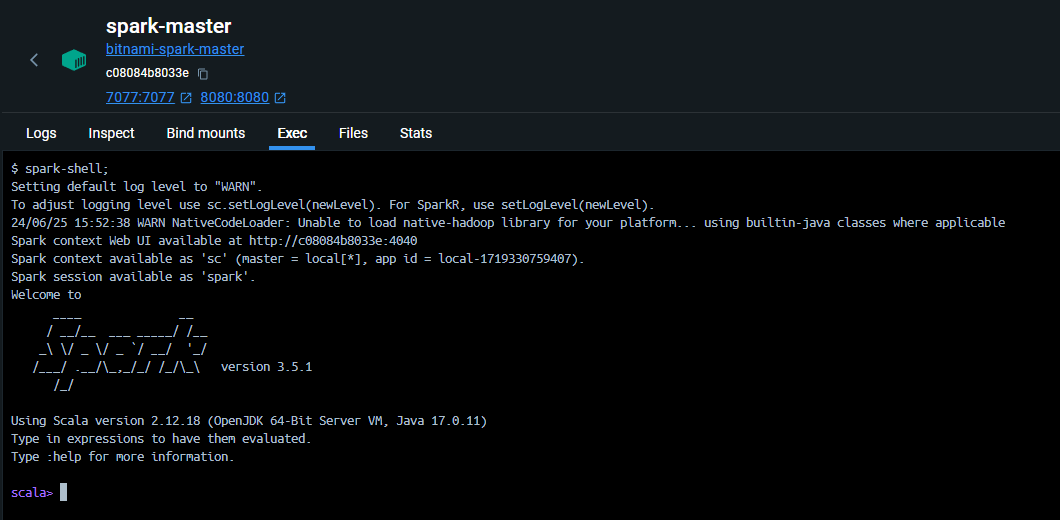 spark-master
bitnami-spark-master
c08084b8033e
7077:7077 8080:8080
Logs Inspect Bind mounts Exec Files Stats
$ spark-shell;
Setting default log level to "WARN".
To adjust logging level use sc.setLogLevel(newLevel). For SparkR, use setLogLevel(newLevel).
24/06/25 15:52:38 WARN NativeCodeLoader: Unable to load native-hadoop library for your platform... using builtin-java classes where applicable
Spark context Web UI available at http://c08084b8033e:4040
Spark context available as 'sc' (master = local[*], app id = local-1719330759407).
Spark session available as 'spark'.
Welcome to
      ____              __
     / __/__  ___ _____/ /__
    _\ \/ _ \/ _ `/ __/  '_/
   /___/ .__/\_,_/_/ /_/\_\   version 3.5.1
      /_/
Using Scala version 2.12.18 (OpenJDK 64-Bit Server VM, Java 17.0.11)
Type in expressions to have them evaluated.
Type :help for more information.
scala>